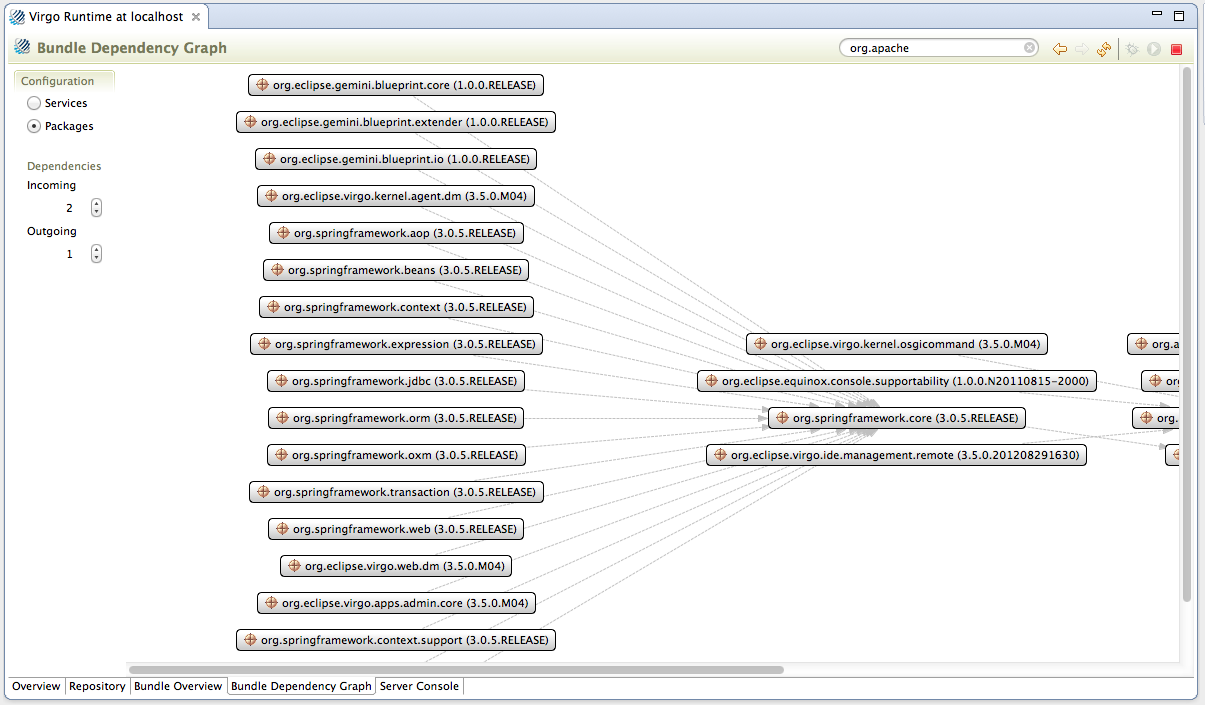 Virgo Runtime at localhost
Bundle Dependency Graph
org.apache
Configuration
Services
Packages
Dependencies
Incoming
2
Outgoing
1
org.eclipse.gemini.blueprint.core (1.0.0.RELEASE)
org.eclipse.gemini.blueprint.extender (1.0.0.RELEASE)
org.eclipse.gemini.blueprint.io (1.0.0.RELEASE)
org.eclipse.virgo.kernel.agent.dm (3.5.0.M04)
org.springframework.aop (3.0.5.RELEASE)
org.springframework.beans (3.0.5.RELEASE)
org.springframework.context (3.0.5.RELEASE)
org.springframework.expression (3.0.5.RELEASE)
org.springframework.jdbc (3.0.5.RELEASE)
org.springframework.orm (3.0.5.RELEASE)
org.springframework.oxm (3.0.5.RELEASE)
org.springframework.transaction (3.0.5.RELEASE)
org.springframework.web (3.0.5.RELEASE)
org.eclipse.virgo.web.dm (3.5.0.M04)
org.eclipse.virgo.apps.admin.core (3.5.0.M04)
org.springframework.context.support (3.0.5.RELEASE)
org.eclipse.virgo.kernel.osgicommand (3.5.0.M04)
org.eclipse.equinox.console.supportability (1.0.0.N20110815-2000)
org.springframework.core (3.0.5.RELEASE)
org.eclipse.virgo.ide.management.remote (3.5.0.201208291630)
org.a
org
org.
Overview
Repository
Bundle Overview
Bundle Dependency Graph
Server Console